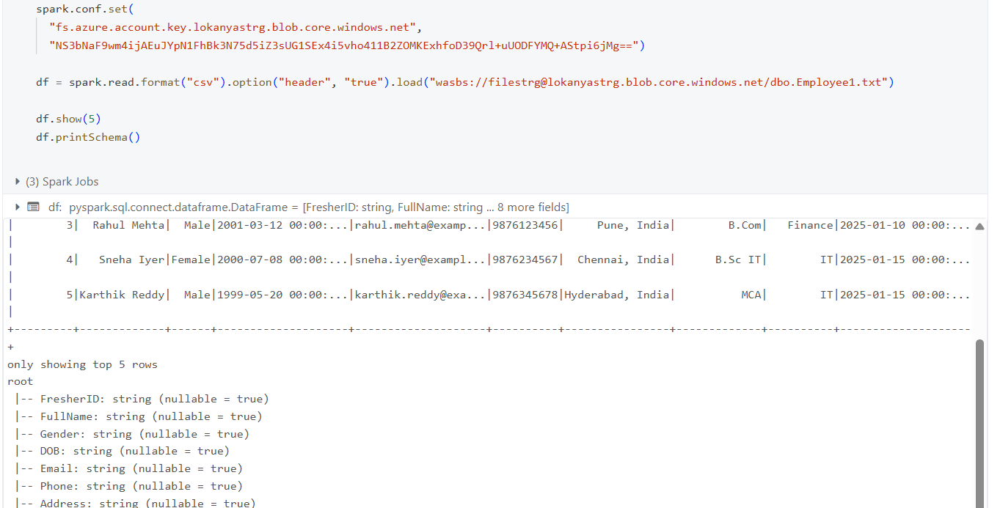 spark.conf.set(
"fs.azure.account.key.lokanyastrg.blob.core.windows.net",
"NS3bNaF9wm4ijAEuJYpN1FhBk3N75d5iZ3sUG1SEx4i5vho411B2ZOMKExhfoD39Qrl+uUODFYMQ+AStpi6jMg==")
df = spark.read.format("csv").option("header", "true").load("wasbs://filestrg@lokanyastrg.blob.core.windows.net/dbo.Employee1.txt")
df.show(5)
df.printSchema()
(3) Spark Jobs
df: pyspark.sql.connect.dataframe.DataFrame = [FresherID: string, FullName: string ... 8 more fields]
|        3|  Rahul Mehta|  Male|2001-03-12 00:00:...|rahul.mehta@examp...|9876123456|     Pune, India|        B.Com|   Finance|2025-01-10 00:00:...
|
|        4|   Sneha Iyer|Female|2000-07-08 00:00:...|sneha.iyer@exampl...|9876234567|  Chennai, India|      B.Sc IT|        IT|2025-01-15 00:00:...
|
|        5|Karthik Reddy|  Male|1999-05-20 00:00:...|karthik.reddy@exa...|9876345678|Hyderabad, India|          MCA|        IT|2025-01-15 00:00:...
|
+---------+-------------+------+--------------------+--------------------+----------+----------------+-------------+----------+--------------------
+
only showing top 5 rows
root
|-- FresherID: string (nullable = true)
|-- FullName: string (nullable = true)
|-- Gender: string (nullable = true)
|-- DOB: string (nullable = true)
|-- Email: string (nullable = true)
|-- Phone: string (nullable = true)
|-- Address: string (nullable = true)